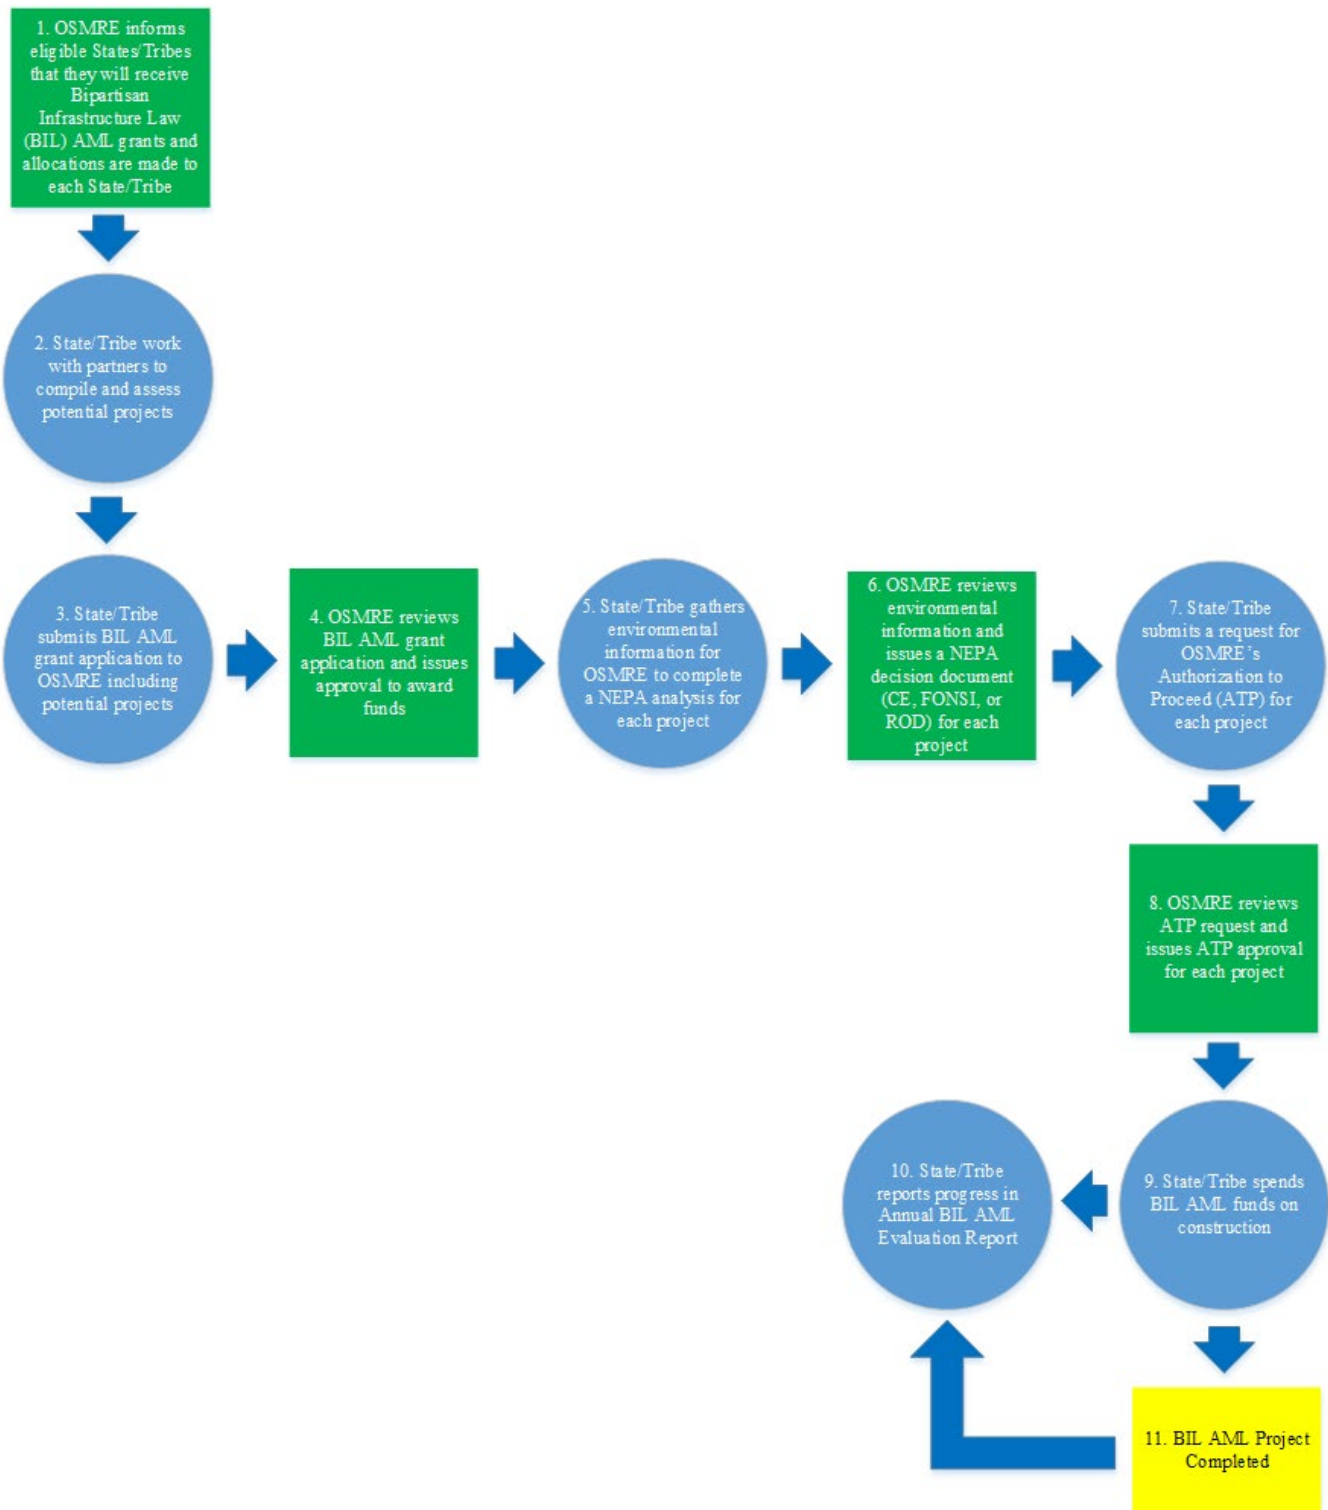 1. OSMRE informs
eligible States/Tribes
that they will receive
Bipartisan
Infrastructure Law
(BIL) AML grants and
allocations are made to
each State/Tribe
2. State/Tribe work
with partners to
compile and assess
potential projects
3. State/Tribe
submits BIL AML
grant application to
OSMRE including
potential projects
4. OSMRE reviews
BIL AML grant
application and issues
approval to award
funds
5. State/Tribe gathers
environmental
information for
OSMRE to complete
a NEPA analysis for
each project
6. OSMRE reviews
environmental
information and
issues a NEPA
decision document
(CE, FONSI, or
ROD) for each
project
7. State/Tribe
submits a request for
OSMRE's
Authorization to
Proceed (ATP) for
each project
8. OSMRE reviews
ATP request and
issues ATP approval
for each project
9. State/Tribe spends
BIL AML funds on
construction
10. State/Tribe
reports progress in
Annual BIL AML
Evaluation Report
11. BIL AML Project
Completed